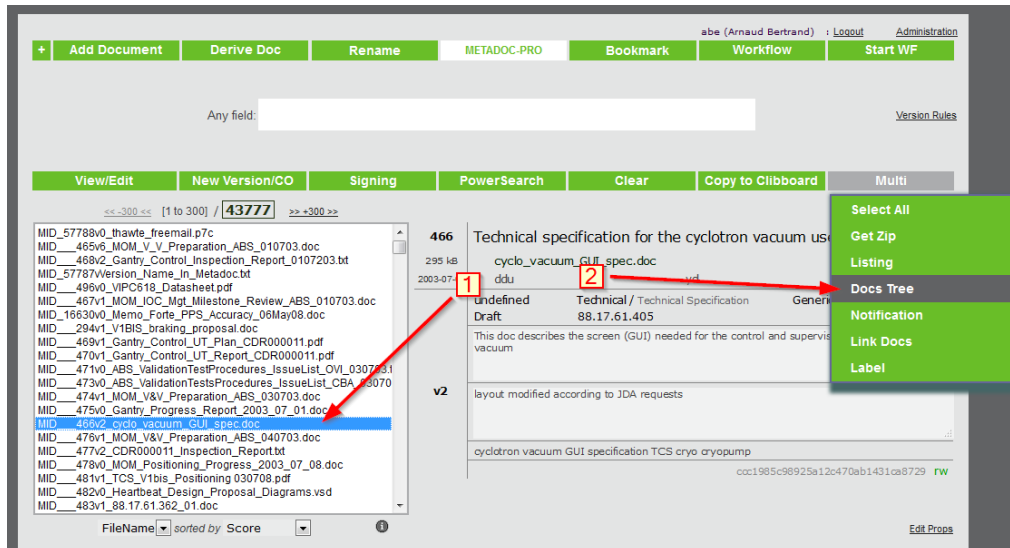 abe (Arnaud Bertrand) : Logout Administration
+ Add Document Derive Doc Rename METADOC-PRO Bookmark Workflow Start WF
Any field: Version Rules
View/Edit New Version/CO Signing PowerSearch Clear Copy to Clibboard Multi
<< -300 << [1 to 300] / 43777 >> +300 >>
MID_57788v0_thawte_freemail.p7c
MID___465v6_MOM_V_V_Preparation_ABS_010703.doc
MID___468v2_Gantry_Control_Inspection_Report_0107203.txt
MID_57787vVersion_Name_In_Metadoc.txt
MID___496v0_VIPC618_Datasheet.pdf
MID___467v1_MOM_IOC_Mgt_Milestone_Review_ABS_010703.doc
MID_16630v0_Memo_Forte_PPS_Accuracy_06May08.doc
MID___294v1_V1BIS_braking_proposal.doc
MID___469v1_Gantry_Control_UT_Plan_CDR000011.pdf
MID___470v1_Gantry_Control_UT_Report_CDR000011.pdf
MID___471v0_ABS_ValidationTestProcedures_IssueList_OVI_030703.
MID___473v0_ABS_ValidationTestsProcedures_IssueList_CBA_03070
MID___474v1_MOM_V&V_Preparation_ABS_030703.doc
MID___475v0_Gantry_Progress_Report_2003_07_01.doc
MID___466v2_cyclo_vacuum_GUI_spec.doc
MID___476v1_MOM_V&V_Preparation_ABS_040703.doc
MID___477v2_CDR000011_Inspection_Report.txt
MID___478v0_MOM_Positioning_Progress_2003_07_08.doc
MID___481v1_TCS_V1bis_Positioning 030708.pdf
MID___482v0_Heartbeat_Design_Proposal_Diagrams.vsd
MID___483v1_88.17.61.362_01.doc
FileName sorted by Score
466 Technical specification for the cyclotron vacuum use
295 kB cyclo_vacuum_GUI_spec.doc
2003-07- ddu yd
1
2
undefined Technical / Technical Specification Generi
Draft 88.17.61.405
This doc describes the screen (GUI) needed for the control and supervis
vacuum
v2 layout modified according to JDA requests
cyclotron vacuum GUI specification TCS cryo cryopump
ccc1985c98925a12c470ab1431ca8729 rw
Edit Props
Select All
Get Zip
Listing
Docs Tree
Notification
Link Docs
Label